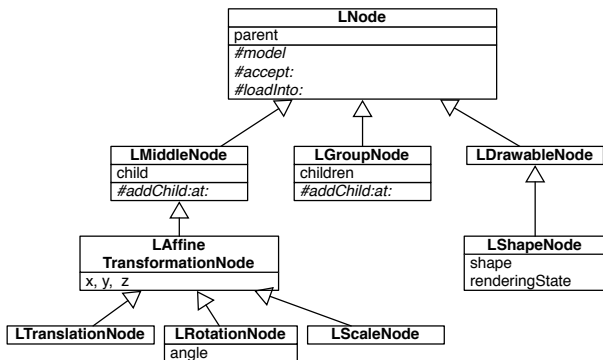 LNode
parent
#model
#accept:
#loadInto:
LMiddleNode
child
#addChild:at:
LGroupNode
children
#addChild:at:
LDrawableNode
LAffine
TransformationNode
x, y, z
LShapeNode
shape
renderingState
LTranslationNode
LRotationNode
angle
LScaleNode